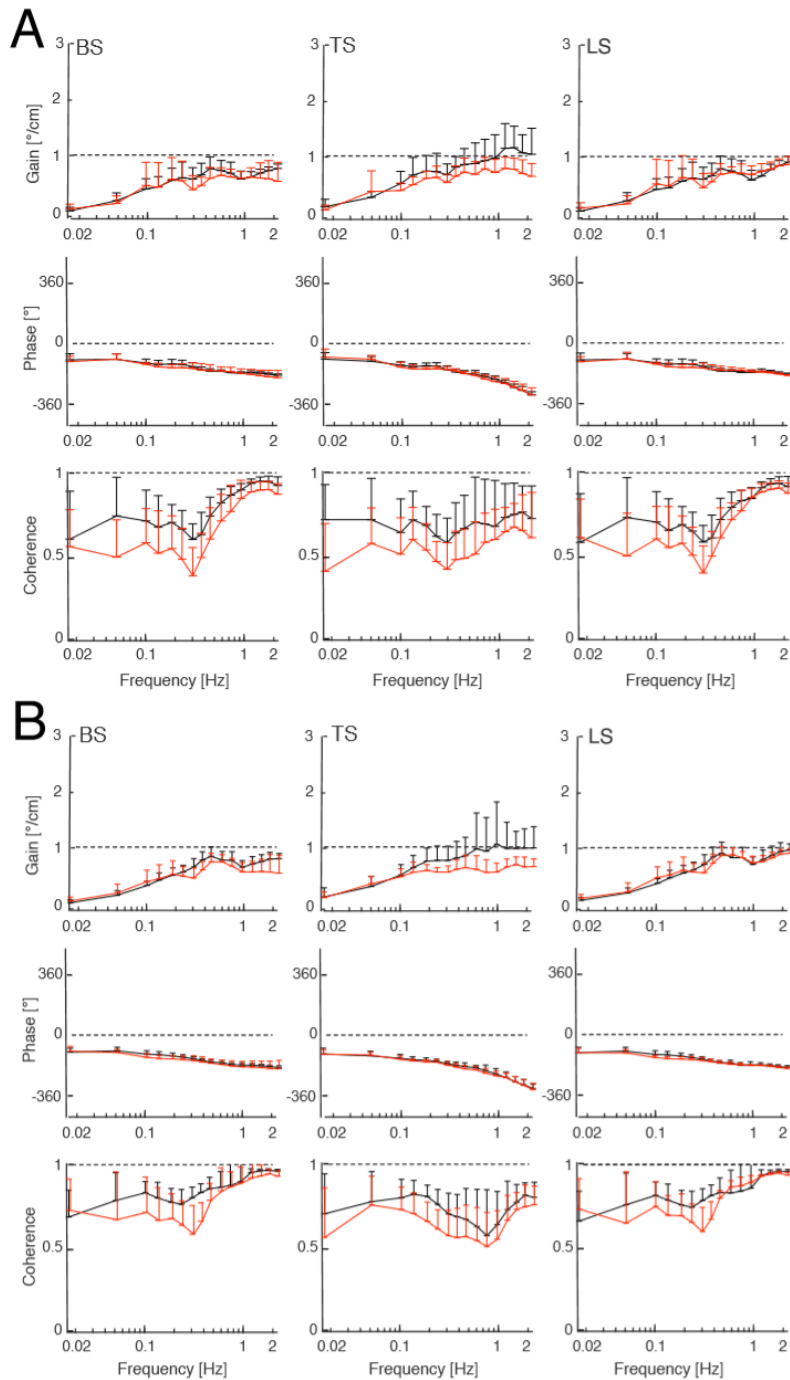 A
BS TS LS
Gain [°/cm]
3 3 3
2 2 2
1 1 1
0 0 0
0.02 0.1 1 2 0.02 0.1 1 2 0.02 0.1 1 2
Phase [°]
360 360 360
0 0 0
-360 -360 -360
0.02 0.1 1 2 0.02 0.1 1 2 0.02 0.1 1 2
Coherence
1 1 1
0.5 0.5 0.5
0 0 0
0.02 0.1 1 2 0.02 0.1 1 2 0.02 0.1 1 2
Frequency [Hz] Frequency [Hz] Frequency [Hz]
B
BS TS LS
Gain [°/cm]
3 3 3
2 2 2
1 1 1
0 0 0
0.02 0.1 1 2 0.02 0.1 1 2 0.02 0.1 1 2
Phase [°]
360 360 360
0 0 0
-360 -360 -360
0.02 0.1 1 2 0.02 0.1 1 2 0.02 0.1 1 2
Coherence
1 1 1
0.5 0.5 0.5
0 0 0
0.02 0.1 1 2 0.02 0.1 1 2 0.02 0.1 1 2
Frequency [Hz] Frequency [Hz] Frequency [Hz]